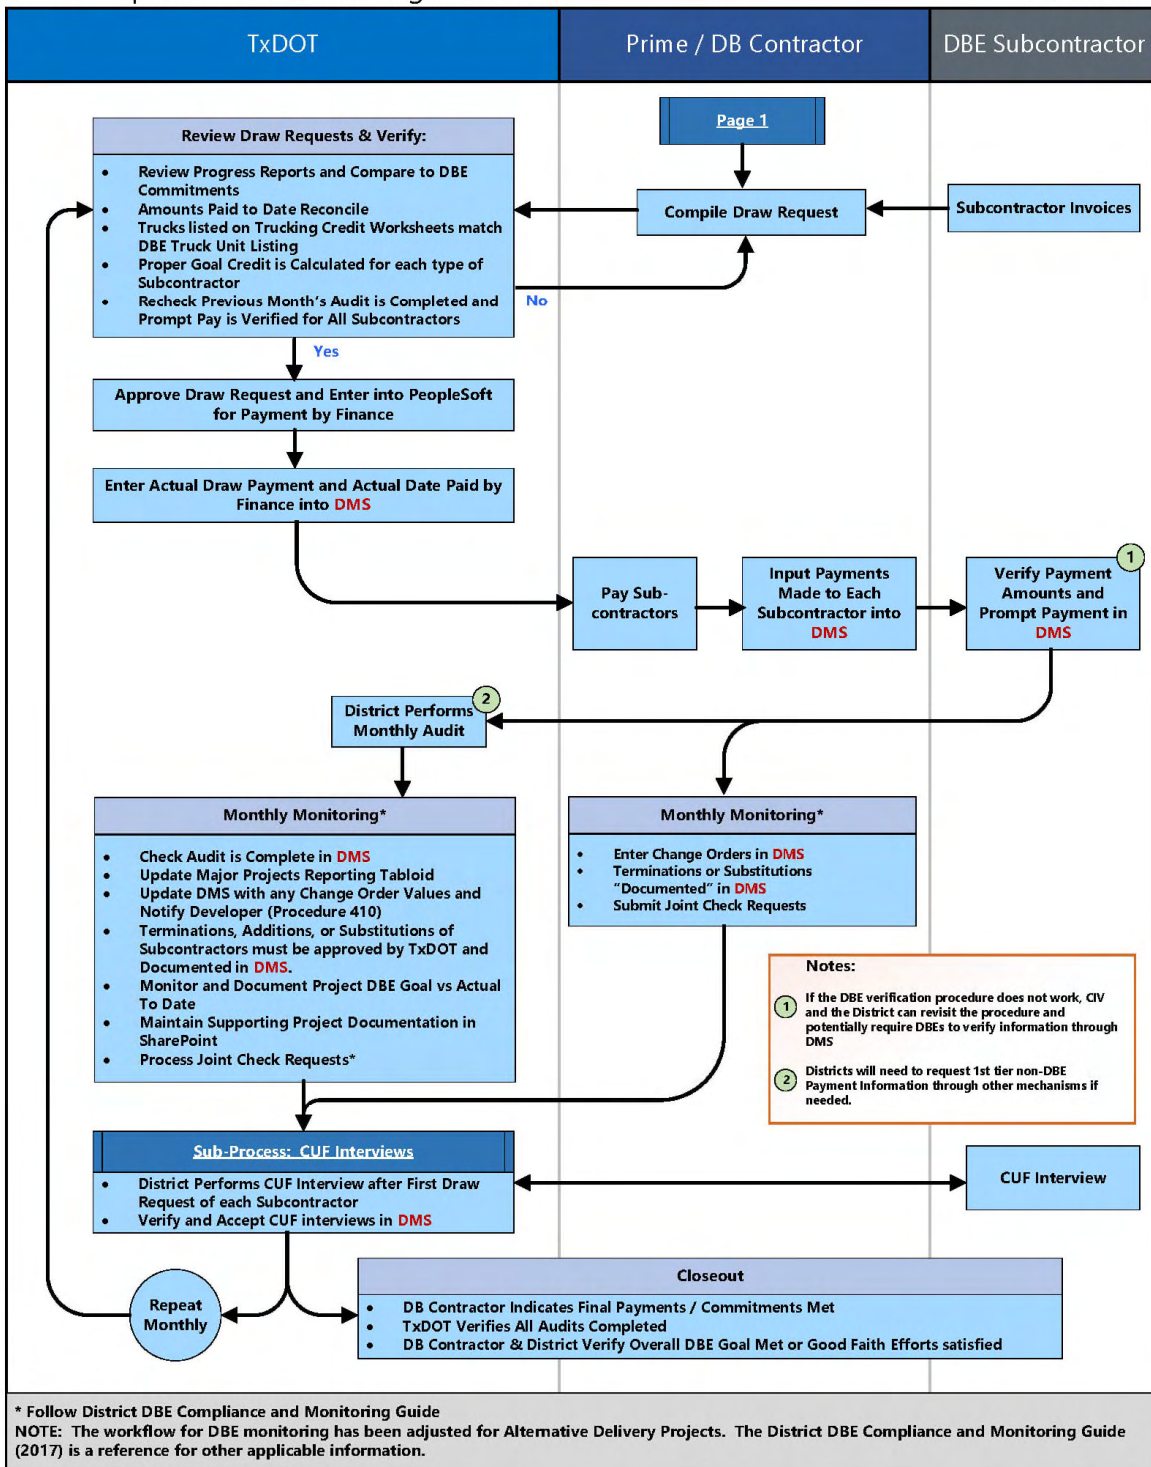 TxDOT
Prime / DB Contractor
DBE Subcontractor
Page 1
Review Draw Requests & Verify:
• Review Progress Reports and Compare to DBE
Commitments
• Amounts Paid to Date Reconcile
• Trucks listed on Trucking Credit Worksheets match
DBE Truck Unit Listing
• Proper Goal Credit is Calculated for each type of
Subcontractor
• Recheck Previous Month's Audit is Completed and
Prompt Pay is Verified for All Subcontractors
Compile Draw Request
Subcontractor Invoices
No
Yes
Approve Draw Request and Enter into PeopleSoft
for Payment by Finance
Enter Actual Draw Payment and Actual Date Paid by
Finance into DMS
Pay Sub-
contractors
Input Payments
Made to Each
Subcontractor into
DMS
1
Verify Payment
Amounts and
Prompt Payment in
DMS
2
District Performs
Monthly Audit
Monthly Monitoring*
• Check Audit is Complete in DMS
• Update Major Projects Reporting Tabloid
• Update DMS with any Change Order Values and
Notify Developer (Procedure 410)
• Terminations, Additions, or Substitutions of
Subcontractors must be approved by TxDOT and
Documented in DMS.
• Monitor and Document Project DBE Goal vs Actual
To Date
• Maintain Supporting Project Documentation in
SharePoint
• Process Joint Check Requests*
Monthly Monitoring*
• Enter Change Orders in DMS
• Terminations or Substitutions
"Documented" in DMS
• Submit Joint Check Requests
Notes:
1 If the DBE verification procedure does not work, CIV
and the District can revisit the procedure and
potentially require DBEs to verify information through
DMS
2 Districts will need to request 1st tier non-DBE
Payment Information through other mechanisms if
needed.
Sub-Process: CUF Interviews
• District Performs CUF Interview after First Draw
Request of each Subcontractor
• Verify and Accept CUF interviews in DMS
CUF Interview
Repeat
Monthly
Closeout
• DB Contractor Indicates Final Payments / Commitments Met
• TxDOT Verifies All Audits Completed
• DB Contractor & District Verify Overall DBE Goal Met or Good Faith Efforts satisfied
* Follow District DBE Compliance and Monitoring Guide
NOTE: The workflow for DBE monitoring has been adjusted for Alternative Delivery Projects. The District DBE Compliance and Monitoring Guide
(2017) is a reference for other applicable information.